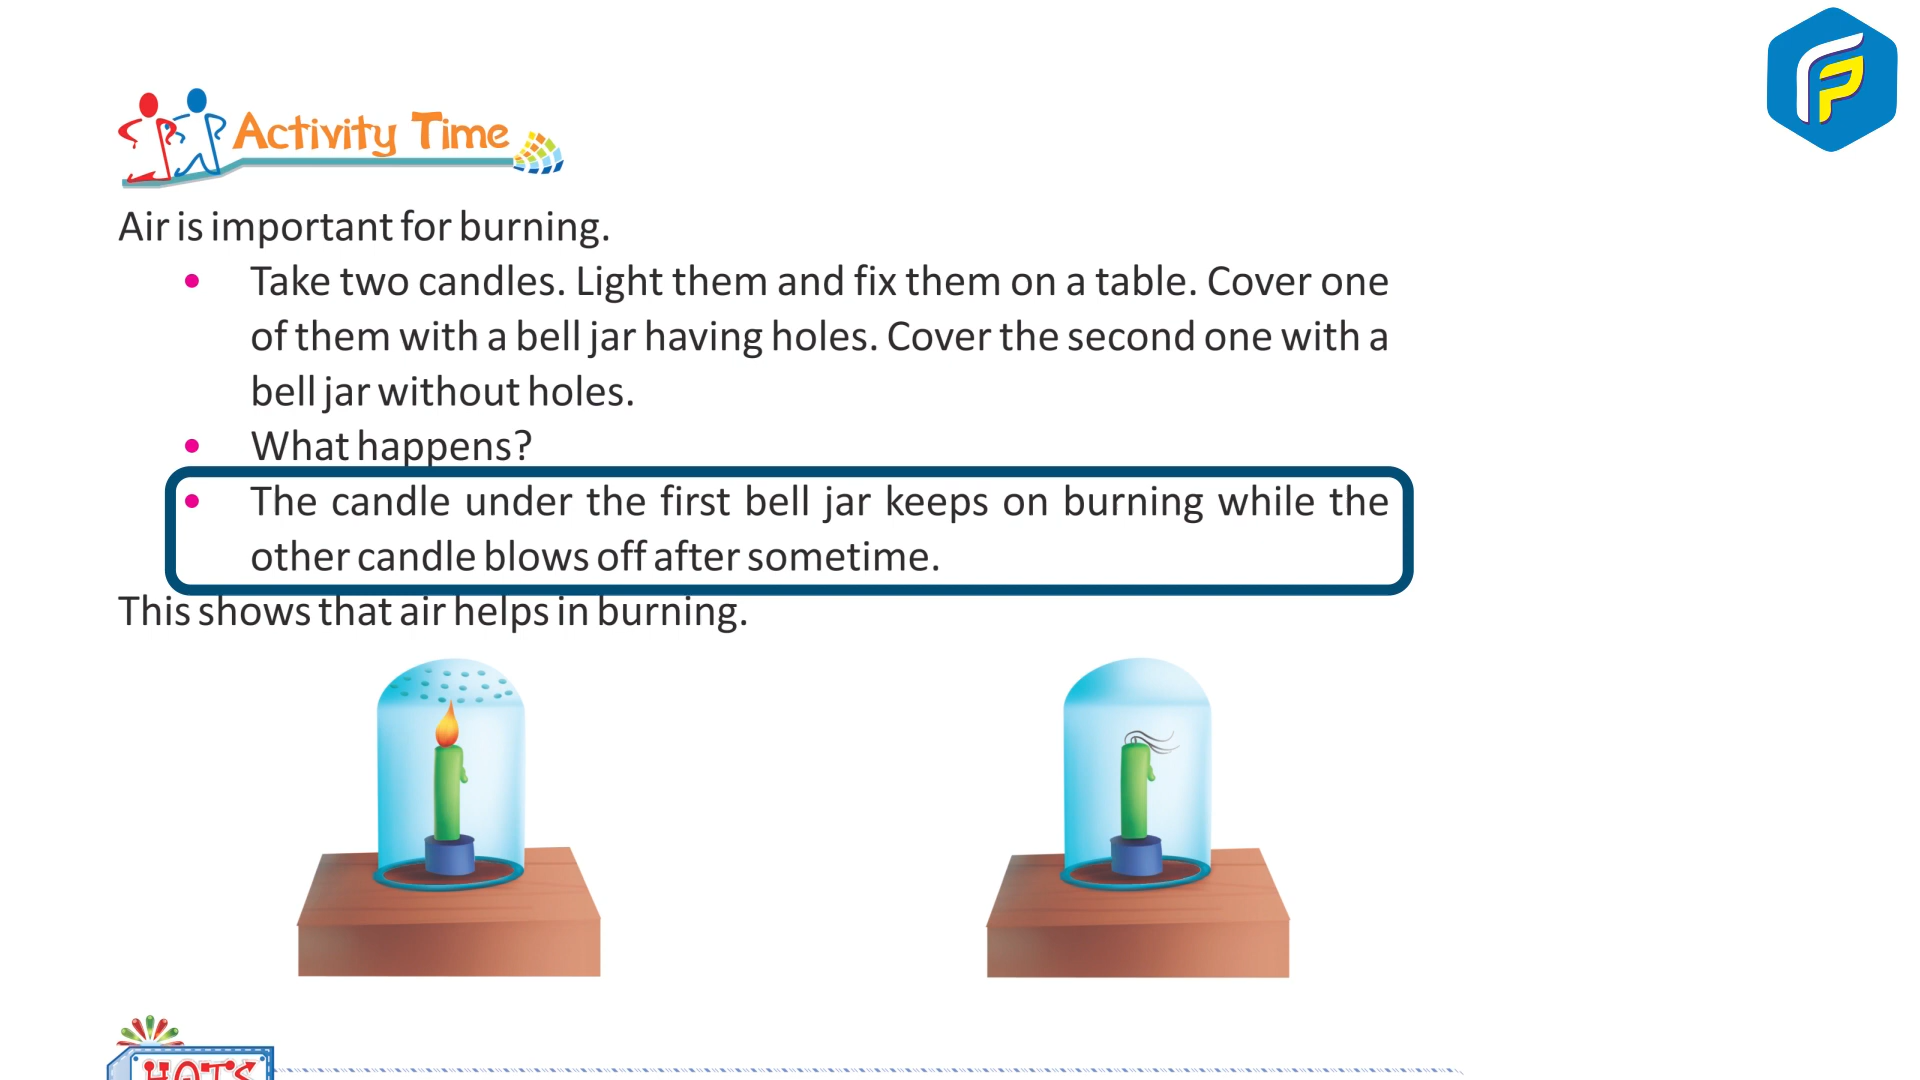 Activity Time
Air is important for burning.
• Take two candles. Light them and fix them on a table. Cover one
of them with a bell jar having holes. Cover the second one with a
bell jar without holes.
• What happens?
• The candle under the first bell jar keeps on burning while the
other candle blows off after sometime.
This shows that air helps in burning.
HOTS